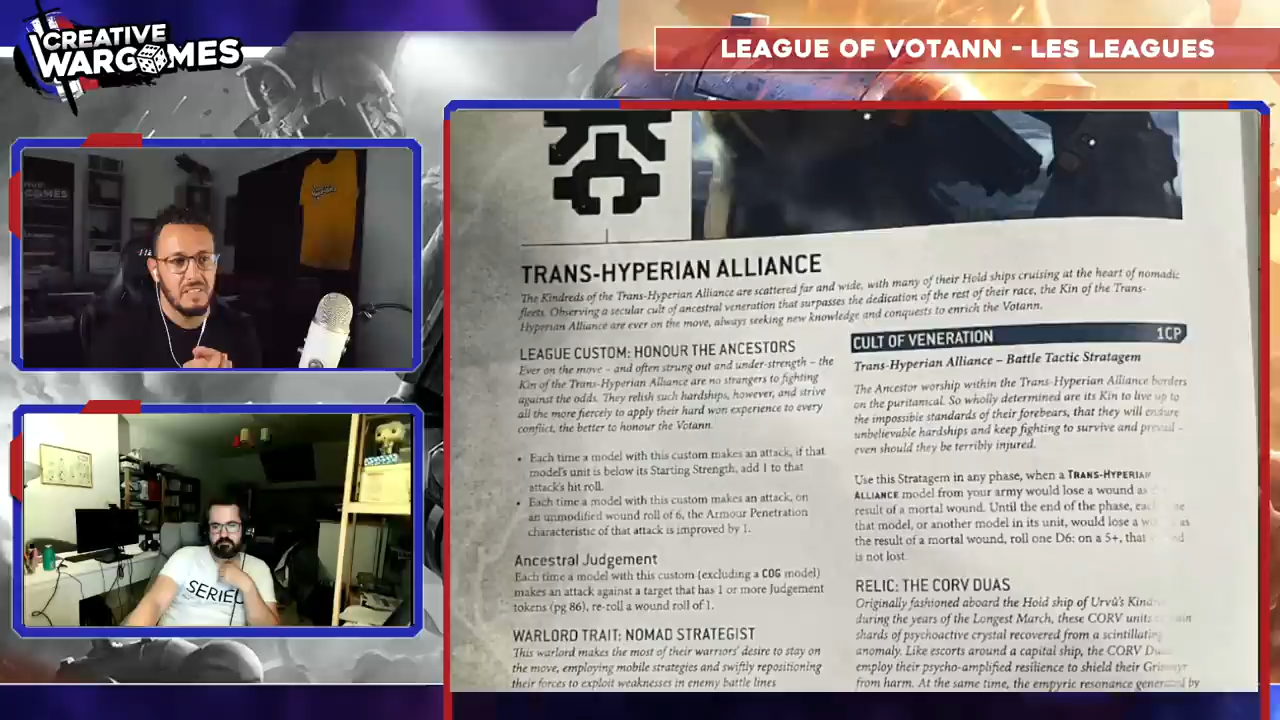 CREATIVE
WARGAMES
LEAGUE OF VOTANN - LES LEAGUES
GAMES
SERIEU
TRANS-HYPERIAN ALLIANCE
The Kindreds of the Trans-Hyperian Alliance are scattered far and wide, with many of their Hold ships cruising at the heart of nomadic
fleets. Observing a secular cult of ancestral veneration that surpasses the dedication of the rest of their race, the Kin of the Trans-
Hyperian Alliance are ever on the move, always seeking new knowledge and conquests to enrich the Votann.
LEAGUE CUSTOM: HONOUR THE ANCESTORS
Ever on the move – and often strung out and under-strength – the
Kin of the Trans-Hyperian Alliance are no strangers to fighting
against the odds. They relish such hardships, however, and strive
all the more fiercely to apply their hard won experience to every
conflict, the better to honour the Votann.
• Each time a model with this custom makes an attack, if that
model's unit is below its Starting Strength, add 1 to that
attack's hit roll.
• Each time a model with this custom makes an attack, on
an unmodified wound roll of 6, the Armour Penetration
characteristic of that attack is improved by 1.
Ancestral Judgement
Each time a model with this custom (excluding a COG model)
makes an attack against a target that has 1 or more Judgement
tokens (pg 86), re-roll a wound roll of 1.
WARLORD TRAIT: NOMAD STRATEGIST
This warlord makes the most of their warriors' desire to stay on
the move, employing mobile strategies and swiftly repositioning
their forces to exploit weaknesses in enemy battle lines
CULT OF VENERATION 1CP
Trans-Hyperian Alliance – Battle Tactic Stratagem
The Ancestor worship within the Trans-Hyperian Alliance borders
on the puritanical. So wholly determined are its Kin to live up to
the impossible standards of their forebears, that they will endure
unbelievable hardships and keep fighting to survive and prevail –
even should they be terribly injured.
Use this Stratagem in any phase, when a TRANS-HYPERIAN
ALLIANCE model from your army would lose a wound as
result of a mortal wound. Until the end of the phase,
that model, or another model in its unit, would lose a as
the result of a mortal wound, roll one D6: on a 5+, that
is not lost.
RELIC: THE CORV DUAS
Originally fashioned aboard the Hold ship of Urvû's
during the years of the Longest March, these CORV units
shards of psychoactive crystal recovered from a scintillating
anomaly. Like escorts around a capital ship, the CORV
employ their psycho-amplified resilience to shield their Grimnyr
from harm. At the same time, the empyric resonance generated by